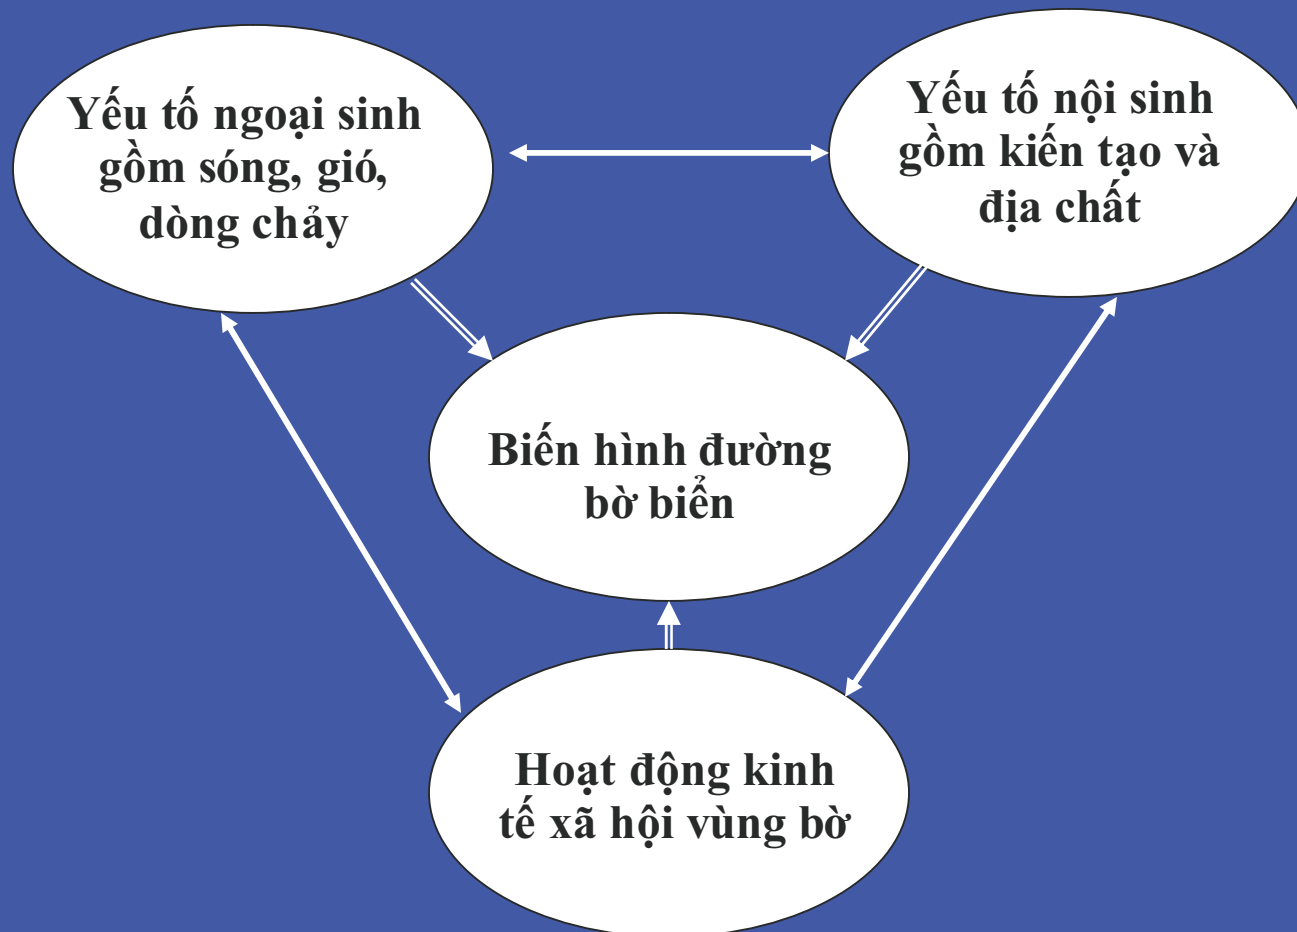 Yếu tố ngoại sinh
gồm sóng, gió,
dòng chảy
Yếu tố nội sinh
gồm kiến tạo và
địa chất
Biến hình đường
bờ biển
Hoạt động kinh
tế xã hội vùng bờ